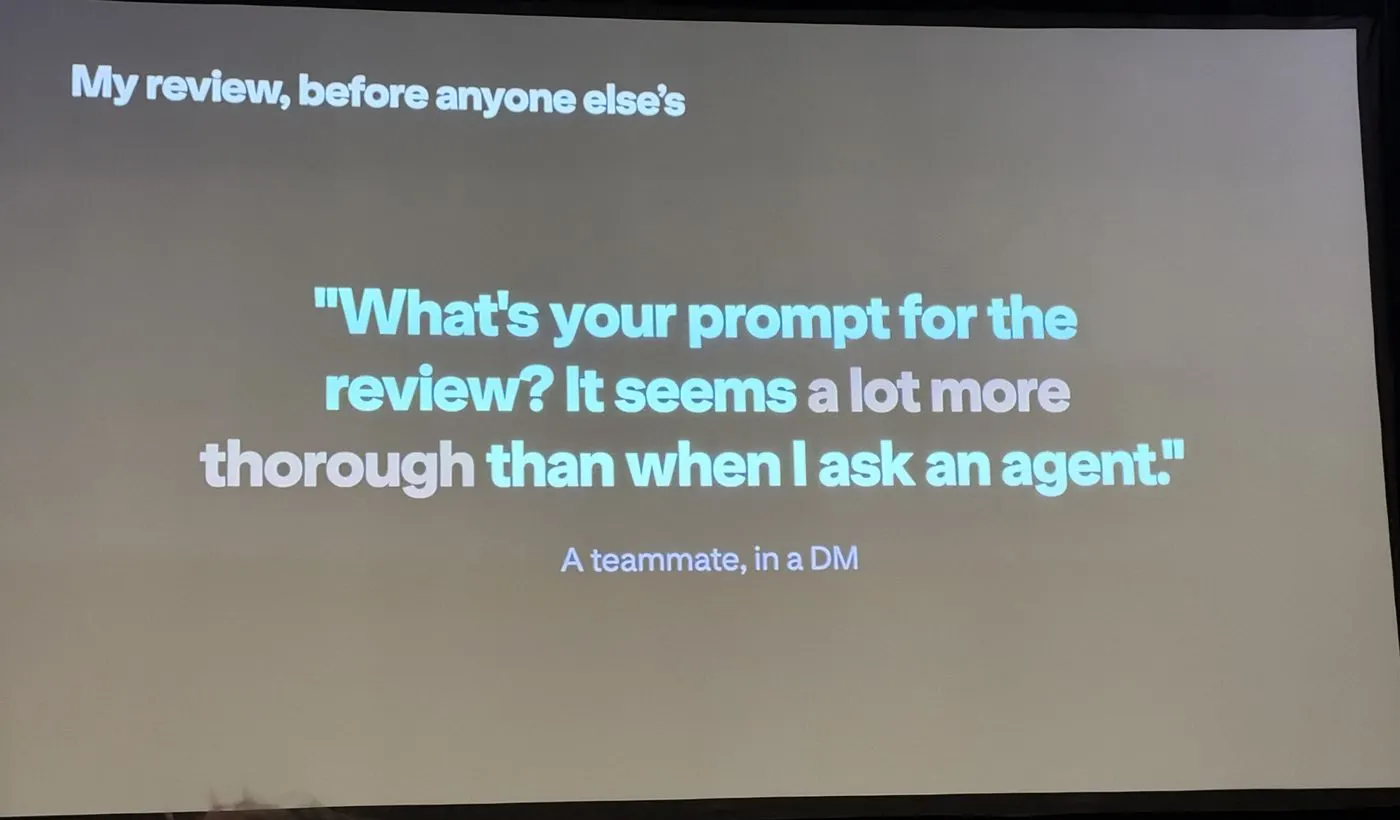 My review, before anyone else’s
"What's your prompt for the
review? It seems a lot more
thorough than when I ask an agent."
A teammate, in a DM